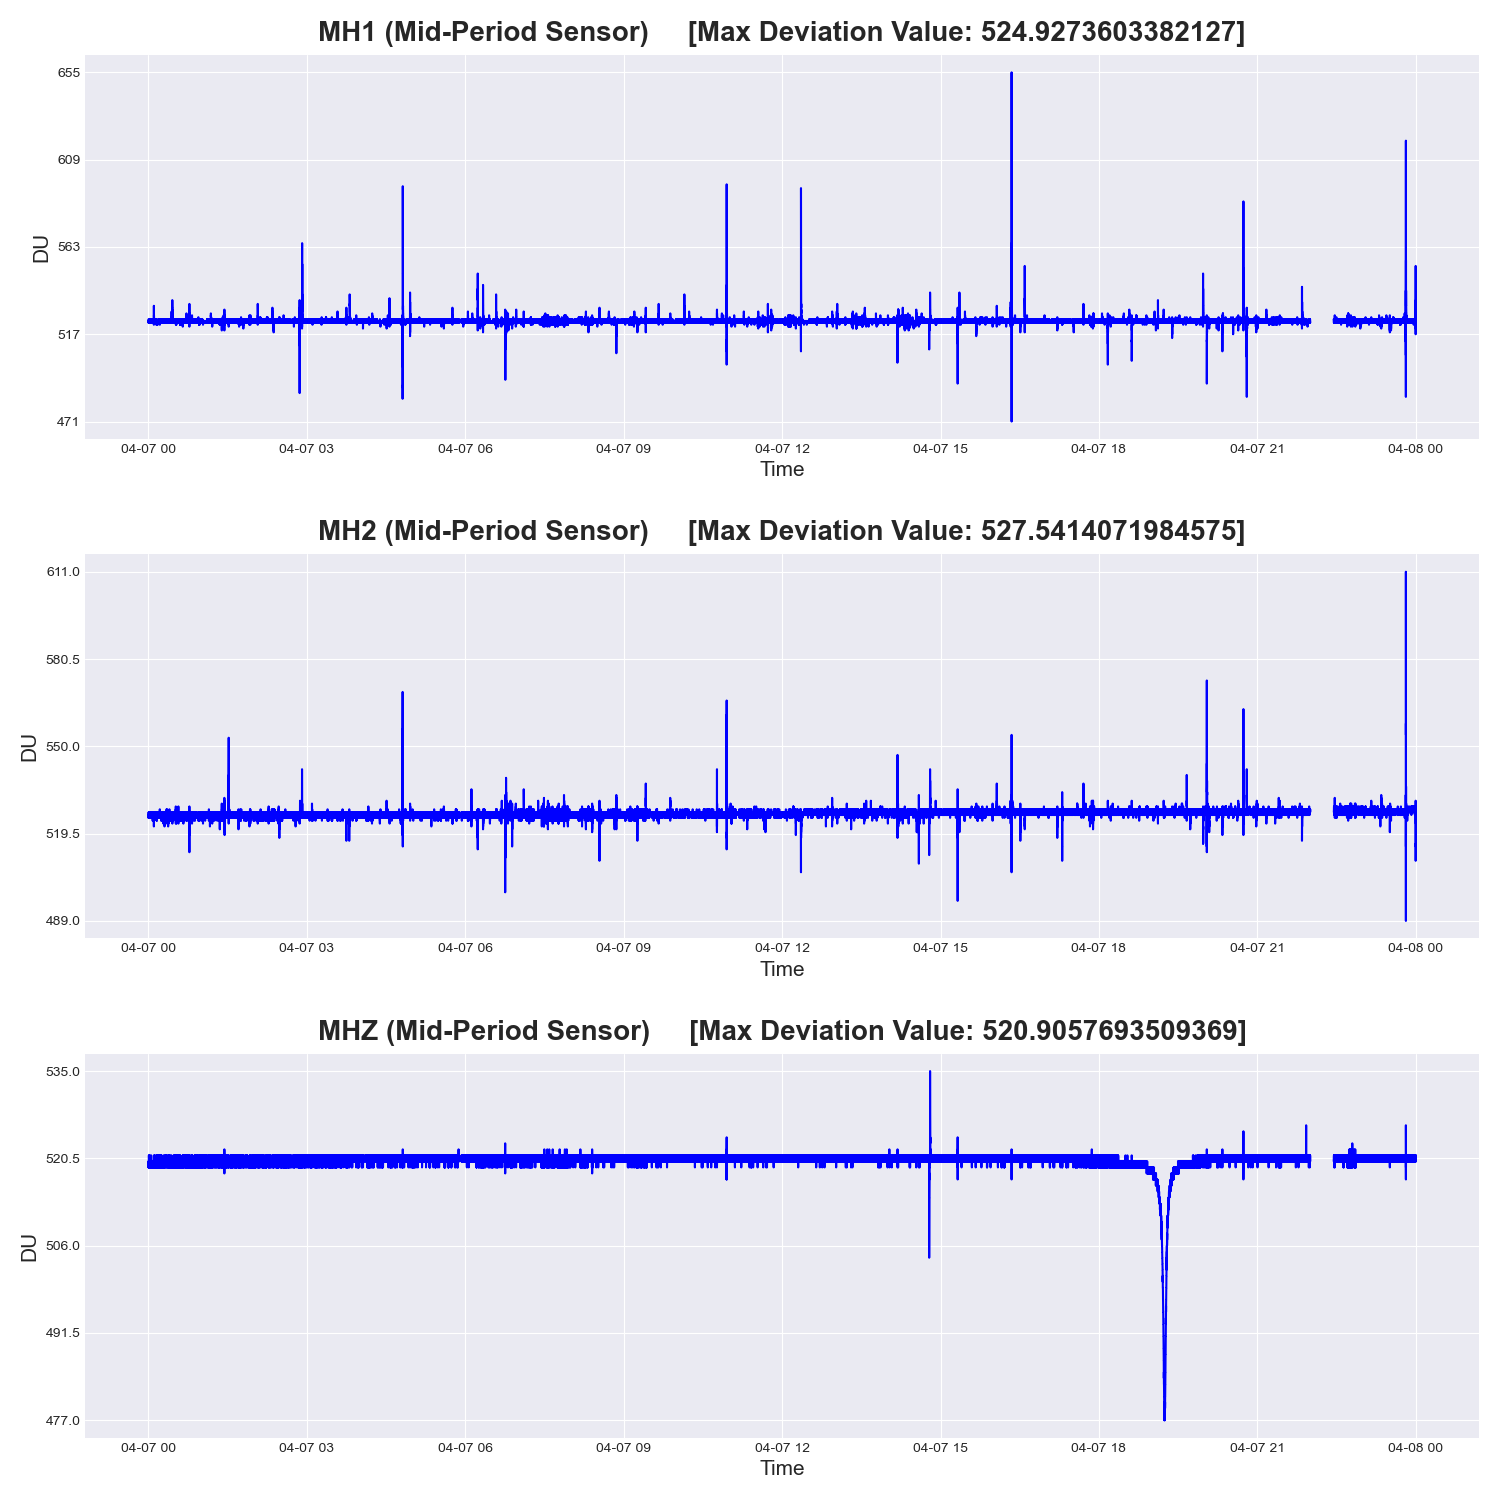 MH1 (Mid-Period Sensor) [Max Deviation Value: 524.9273603382127]
655
609
563
517
471
DU
04-07 00 04-07 03 04-07 06 04-07 09 04-07 12 04-07 15 04-07 18 04-07 21 04-08 00
Time
MH2 (Mid-Period Sensor) [Max Deviation Value: 527.5414071984575]
611.0
580.5
550.0
519.5
489.0
DU
04-07 00 04-07 03 04-07 06 04-07 09 04-07 12 04-07 15 04-07 18 04-07 21 04-08 00
Time
MHZ (Mid-Period Sensor) [Max Deviation Value: 520.9057693509369]
535.0
520.5
506.0
491.5
477.0
DU
04-07 00 04-07 03 04-07 06 04-07 09 04-07 12 04-07 15 04-07 18 04-07 21 04-08 00
Time